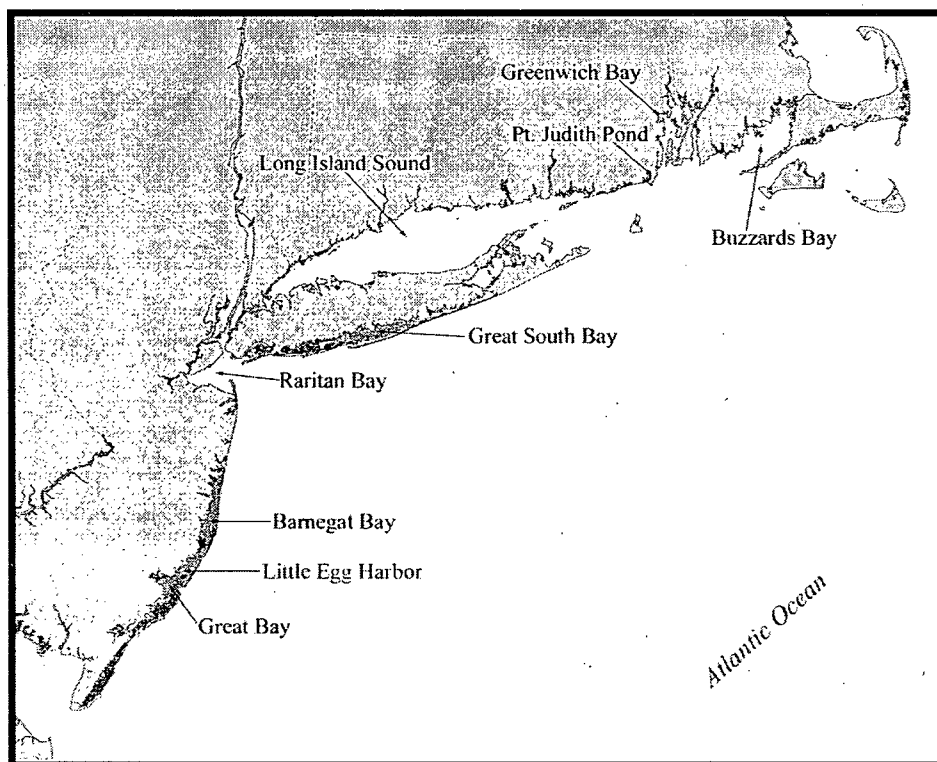 Greenwich Bay
Pt. Judith Pond
Long Island Sound
Buzzards Bay
Great South Bay
Raritan Bay
Barnegat Bay
Little Egg Harbor
Great Bay
Atlantic Ocean